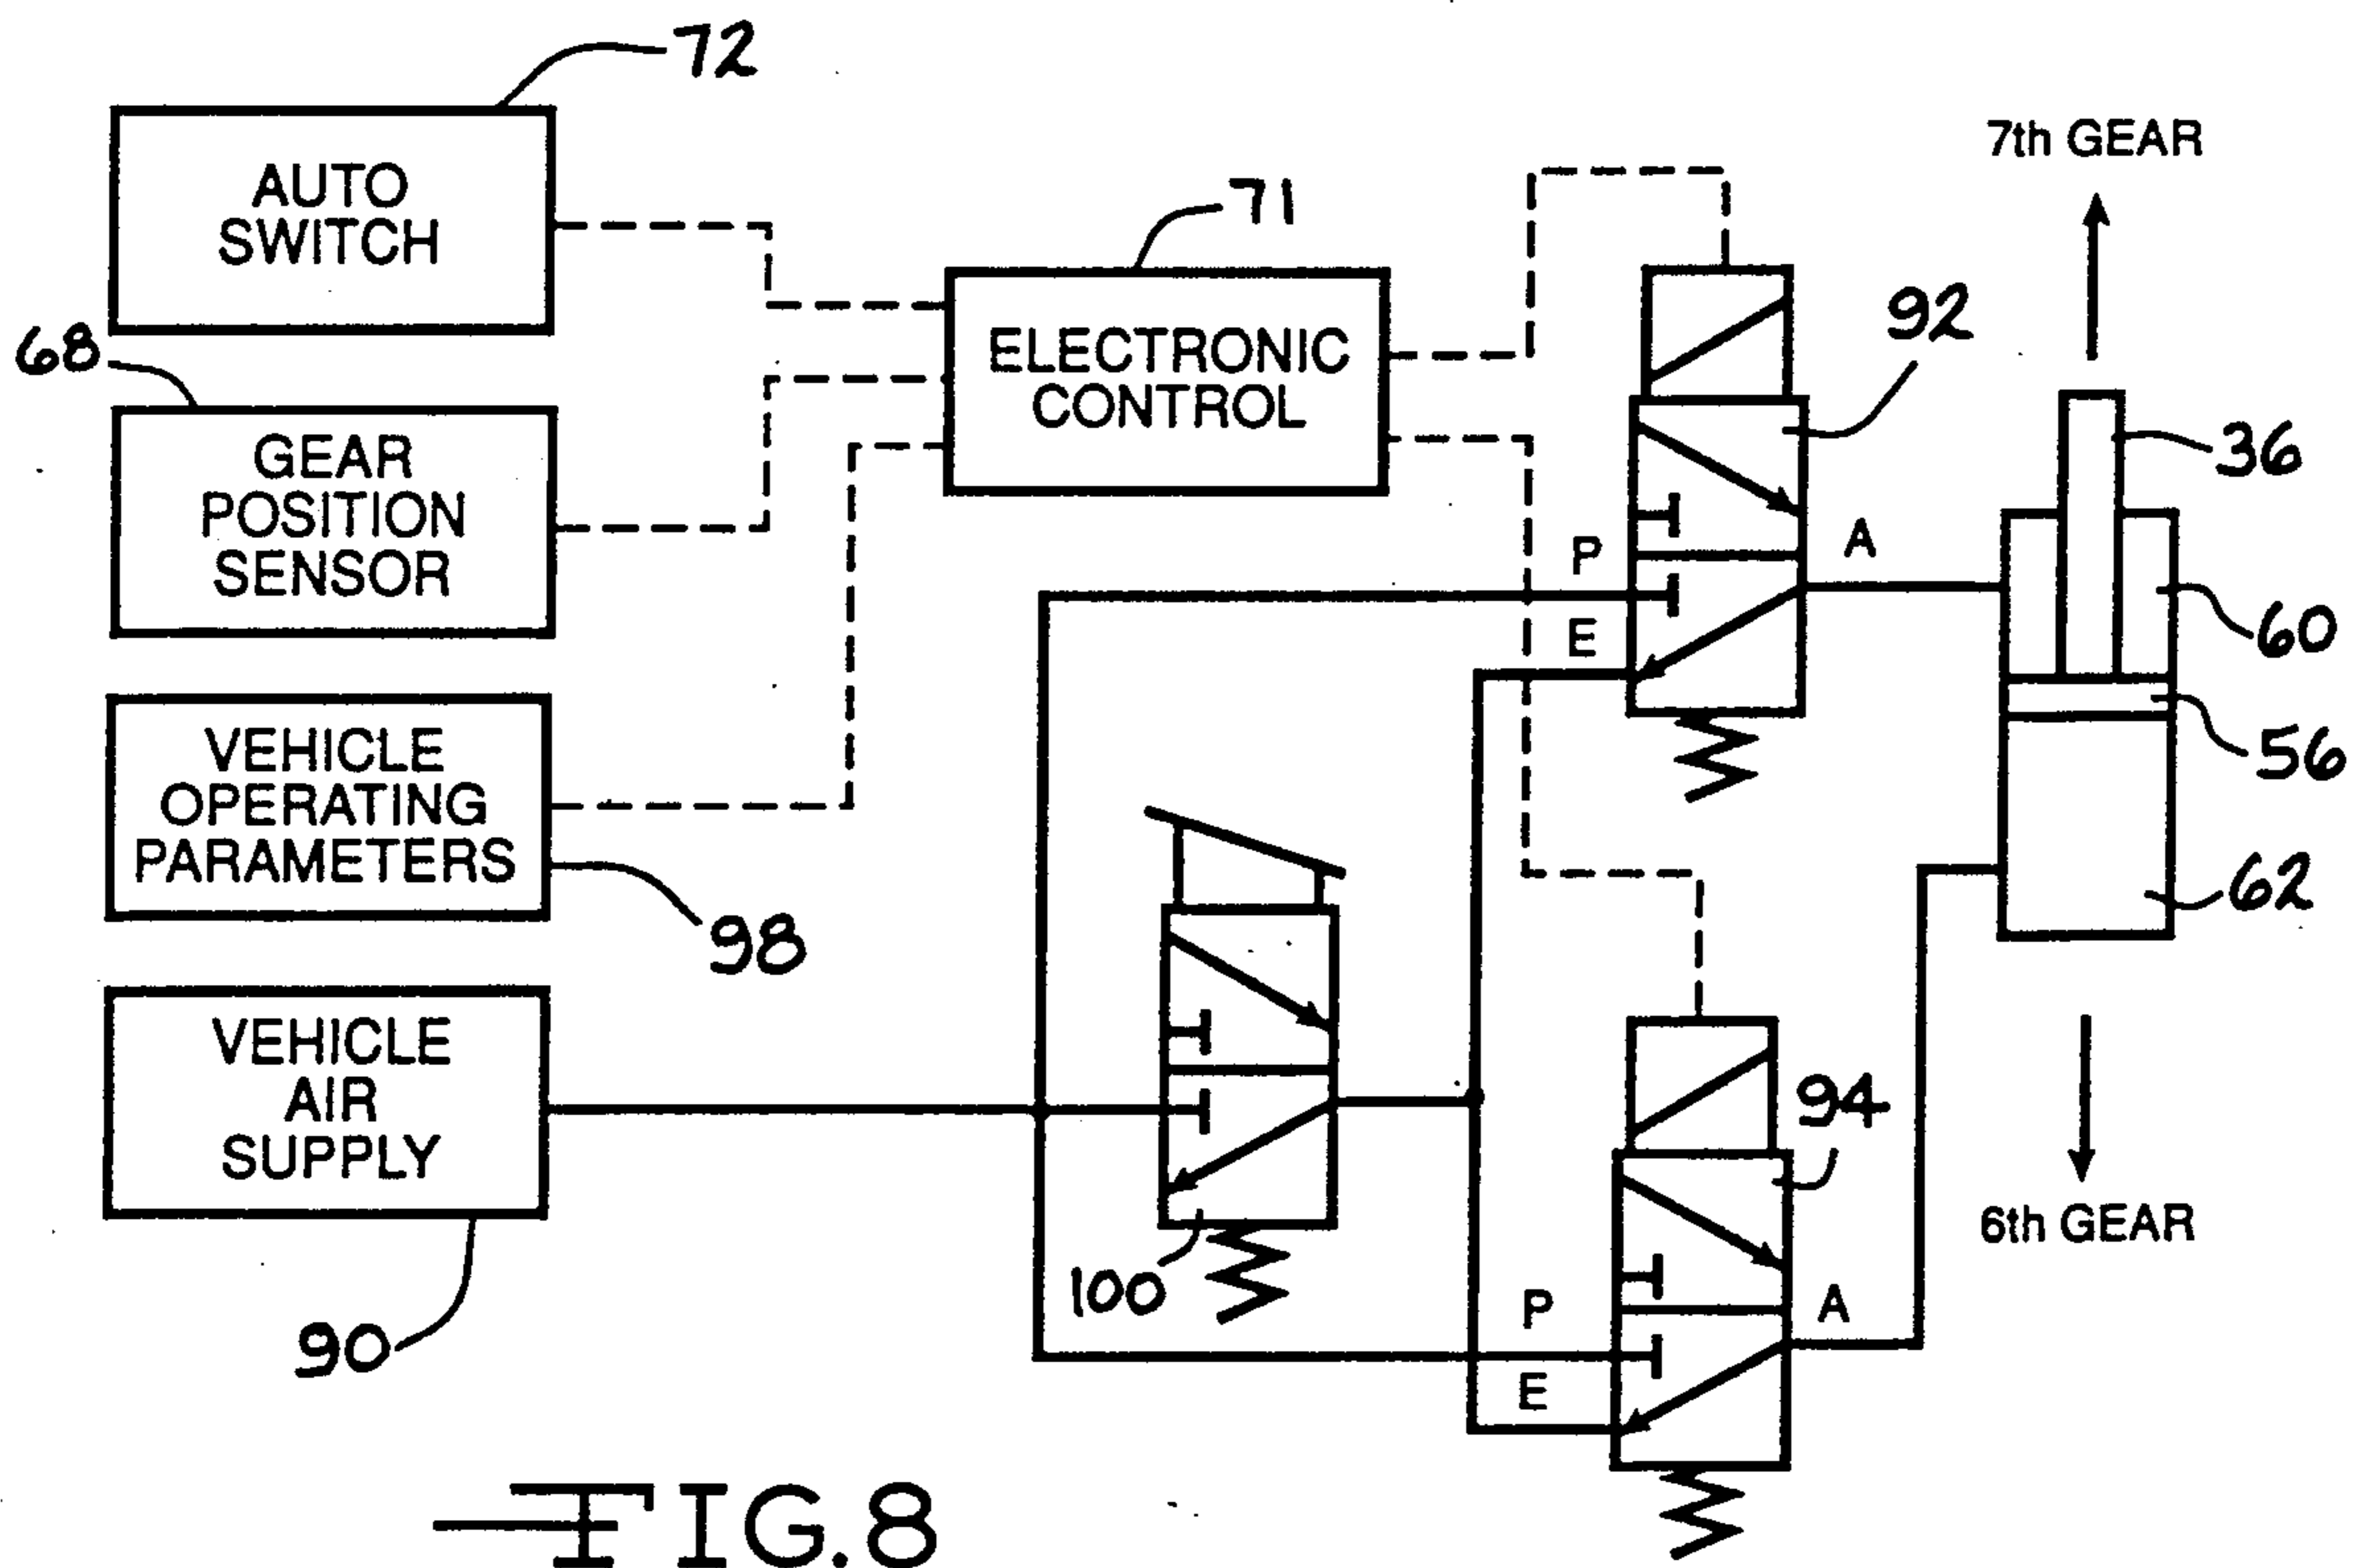 72
AUTO
SWITCH
7th GEAR
71
68
ELECTRONIC
CONTROL
92
GEAR
POSITION
SENSOR
36
P
A
E
60
VEHICLE
OPERATING
PARAMETERS
56
62
98
VEHICLE
AIR
SUPPLY
94
6th GEAR
100
90
P
A
E
FIG.8